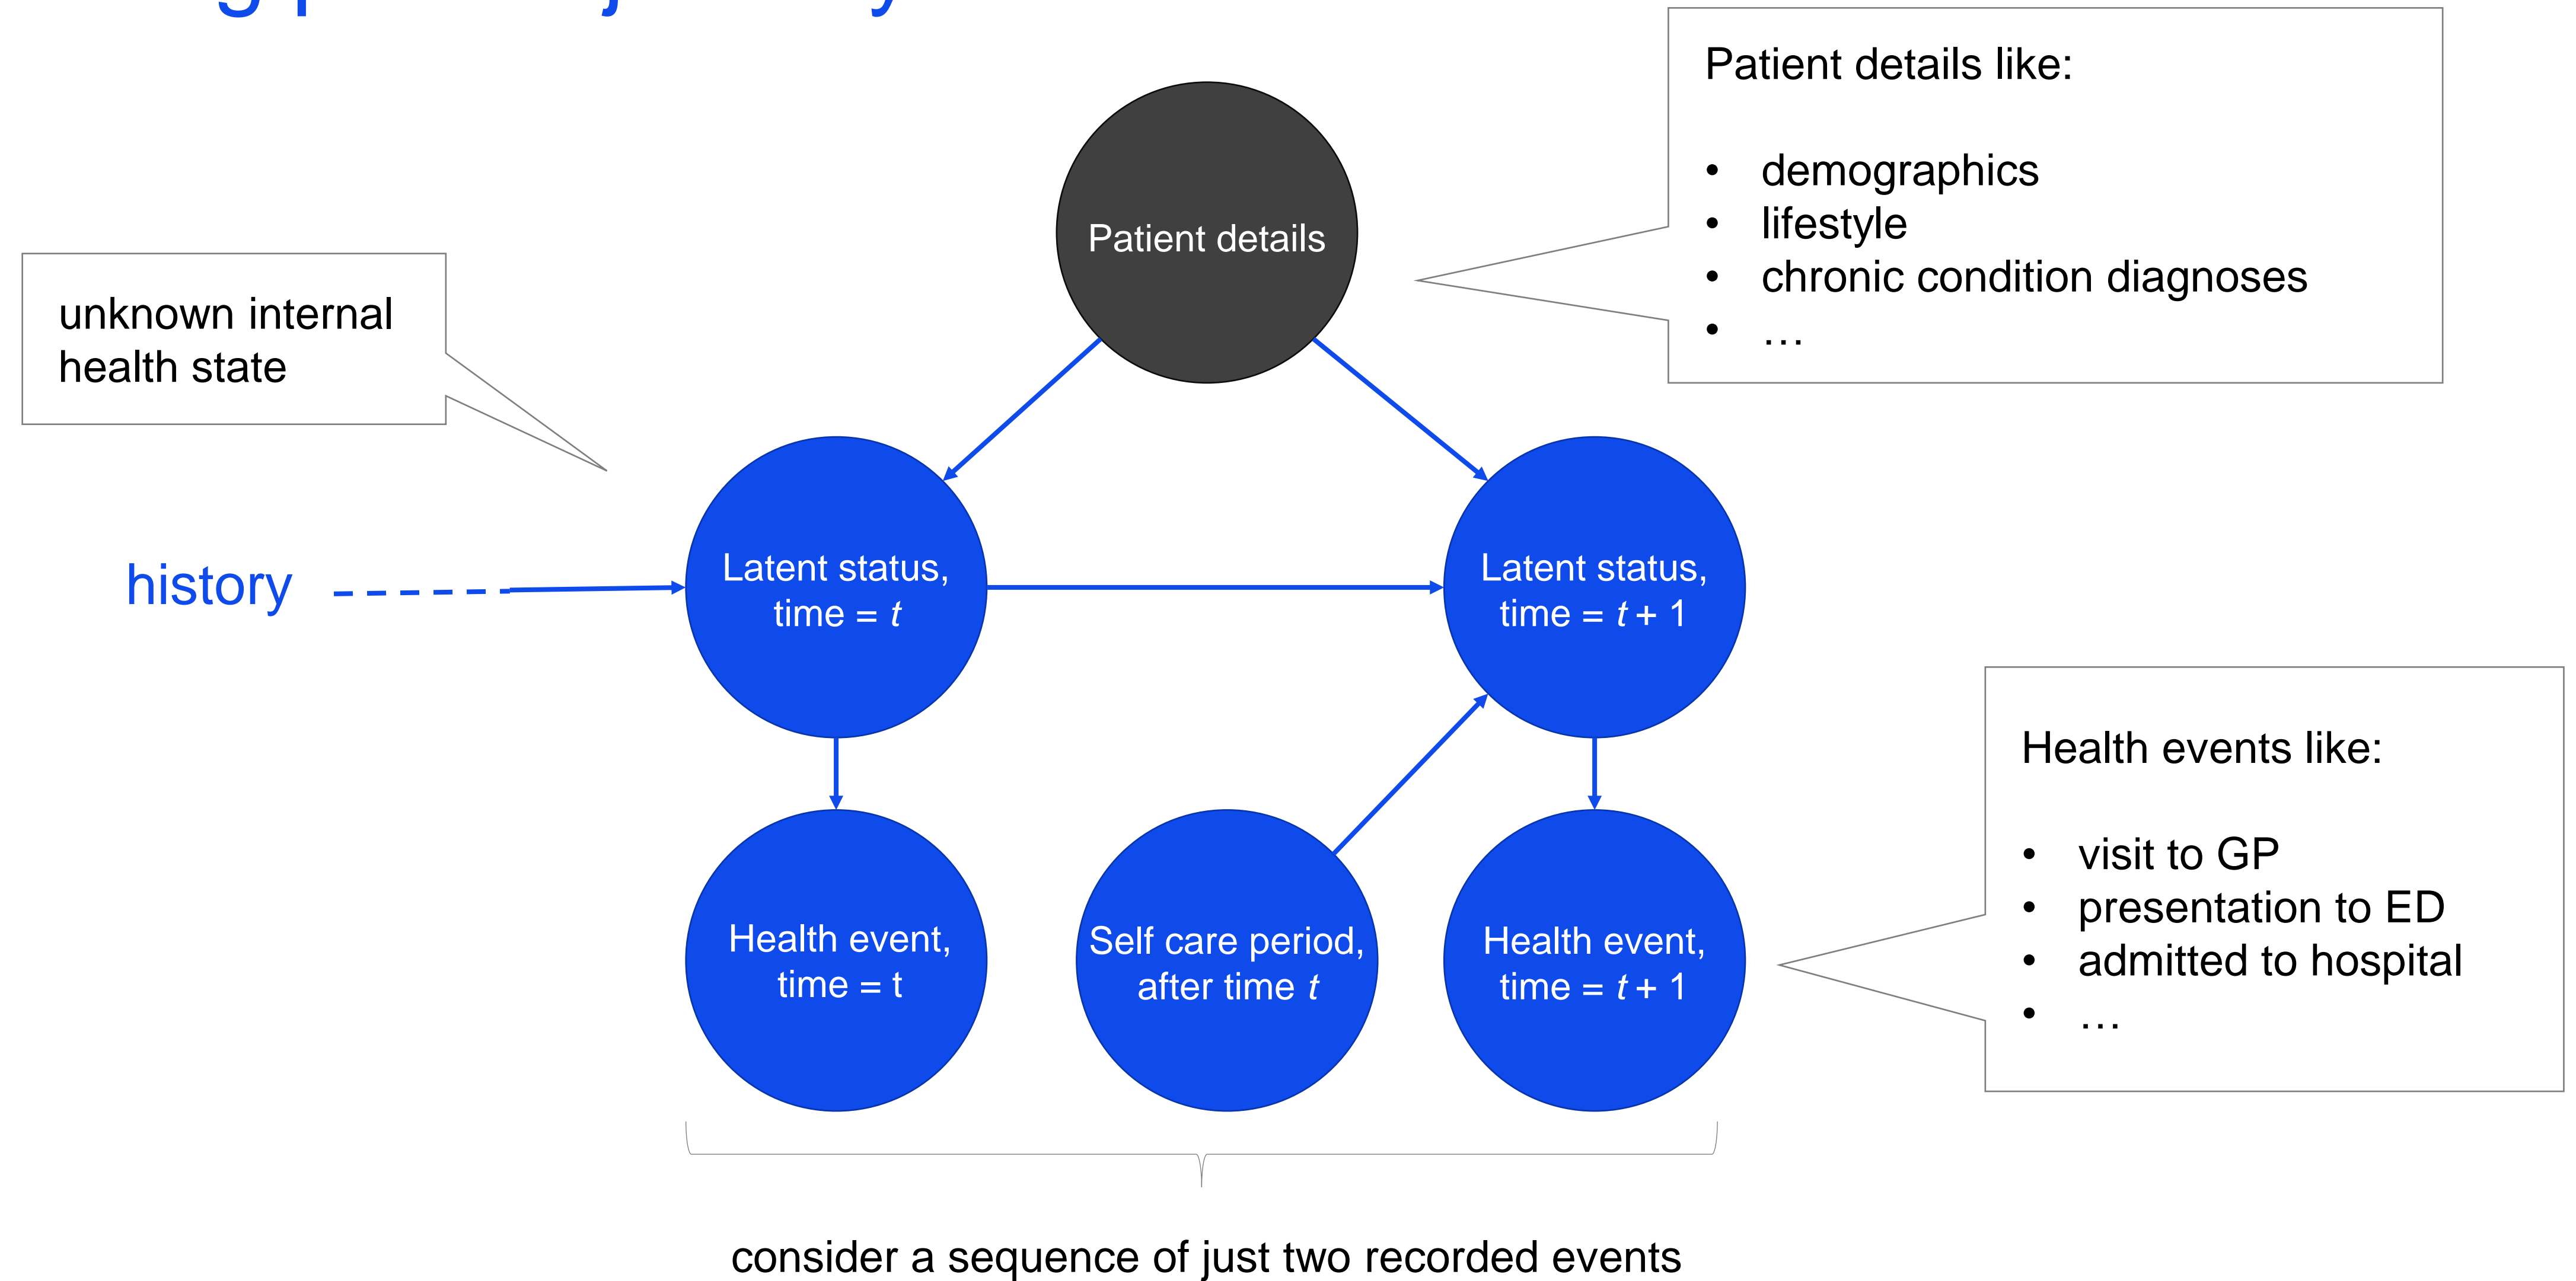 Patient details like:
• demographics
• lifestyle
• chronic condition diagnoses
• …
Patient details
unknown internal
health state
history
Latent status,
time = t
Latent status,
time = t + 1
Health event,
time = t
Self care period,
after time t
Health event,
time = t + 1
Health events like:
• visit to GP
• presentation to ED
• admitted to hospital
• …
consider a sequence of just two recorded events